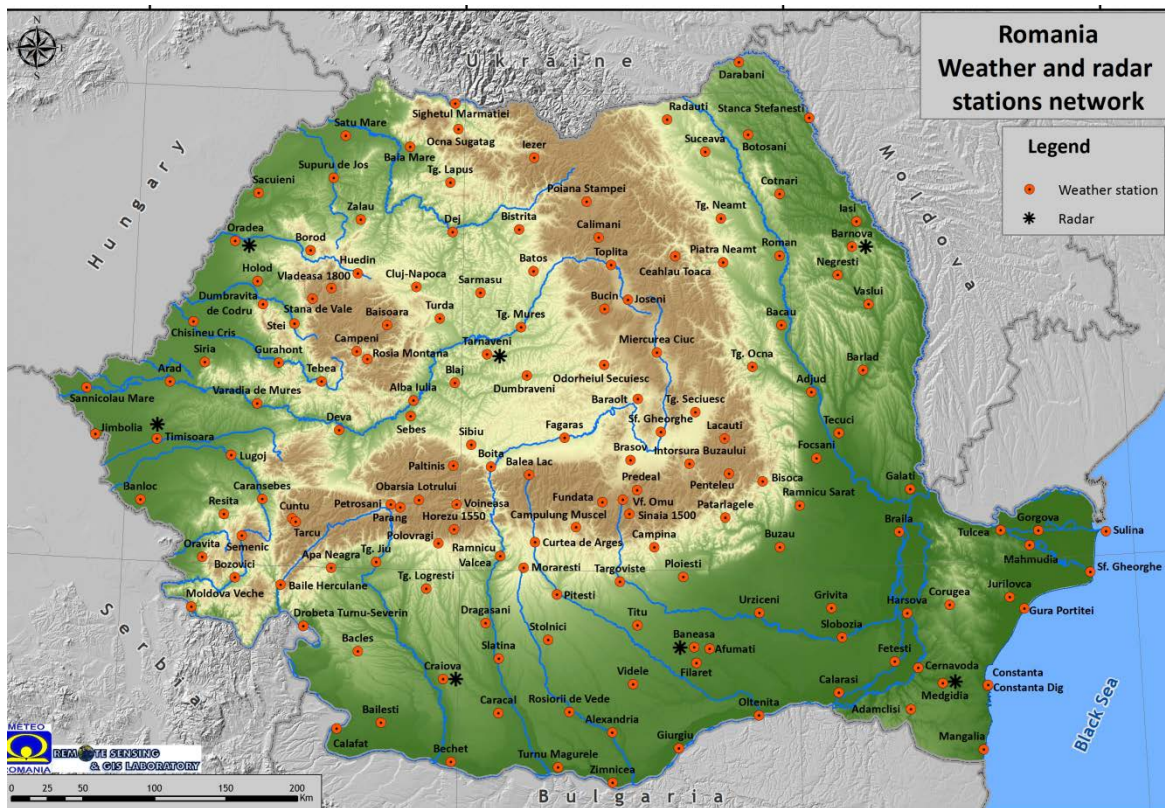 Romania
Weather and radar
stations network
Legend
Weather station
Radar
N
S
Ukraine
Hungary
Moldova
Serbia
Bulgaria
Black Sea
Darabani
Radauti
Stanca Stefanesti
Suceava
Botosani
Sighetul Marmatiei
Ocna Sugatag
Satu Mare
Baia Mare
Iezer
Supuru de Jos
Tg. Lapus
Sacuieni
Poiana Stampei
Cotnari
Zalau
Dej
Bistrita
Tg. Neamt
Iasi
Oradea
Borod
Calimani
Roman
Barnova
Holod
Huedin
Vladeasa 1800
Cluj-Napoca
Sarmasu
Batos
Toplita
Ceahlau Toaca
Piatra Neamt
Negresti
Dumbravita
de Codru
Stana de Vale
Vaslui
Stei
Baisoara
Turda
Tg. Mures
Bucin
Joseni
Bacau
Chisineu Cris
Siria
Gurahont
Campeni
Rosia Montana
Tarnaveni
Miercurea Ciuc
Tg. Ocna
Barlad
Arad
Tebea
Blaj
Dumbraveni
Odorheiul Secuiesc
Adjud
Sannicolau Mare
Varadia de Mures
Alba Iulia
Baraolt
Tg. Seciuesc
Jimbolia
Timisoara
Deva
Sebes
Sibiu
Fagaras
Sf. Gheorghe
Lacauti
Tecuci
Focsani
Lugoj
Paltinis
Boita
Balea Lac
Brasov
Intorsura Buzaului
Banloc
Caransebes
Resita
Cuntu
Tarcu
Petrosani
Obarsia Lotrului
Parang
Voineasa
Fundata
Predeal
Vf. Omu
Penteleu
Bisoca
Ramnicu Sarat
Galati
Semenic
Horezu 1550
Campulung Muscel
Sinaia 1500
Patarlagele
Braila
Tulcea
Gorgova
Sulina
Oravita
Bozovici
Apa Neagra
Polovragi
Tg. Jiu
Ramnicu
Valcea
Curtea de Arges
Campina
Buzau
Mahmudia
Moldova Veche
Baile Herculane
Tg. Logresti
Moraresti
Targoviste
Ploiesti
Sf. Gheorghe
Jurilovca
Drobeta Turnu-Severin
Dragasani
Pitesti
Titu
Urziceni
Grivita
Slobozia
Harsova
Corugea
Gura Portitei
Bacles
Slatina
Stolnici
Baneasa
Afumati
Filaret
Fetesti
Cernavoda
Constanta
Constanta Dig
Craiova
Caracal
Rosiorii de Vede
Videle
Calarasi
Medgidia
Oltenita
Adamclisi
Bailesti
Calafat
Alexandria
Mangalia
Bechet
Turnu Magurele
Giurgiu
Zimnicea
METEO
ROMANIA
REMOTE SENSING
& GIS LABORATORY
0 25 50 100 150 200
Km